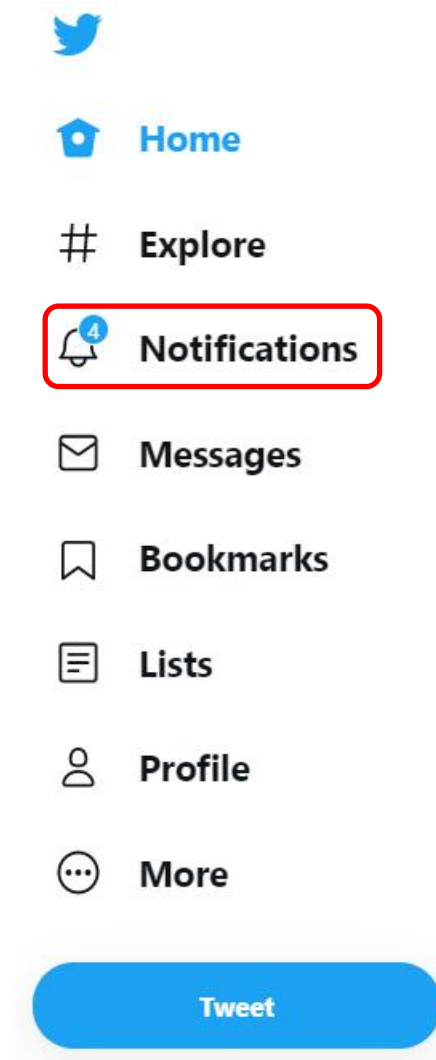 Home
# Explore
4
Notifications
Messages
Bookmarks
Lists
Profile
More
Tweet